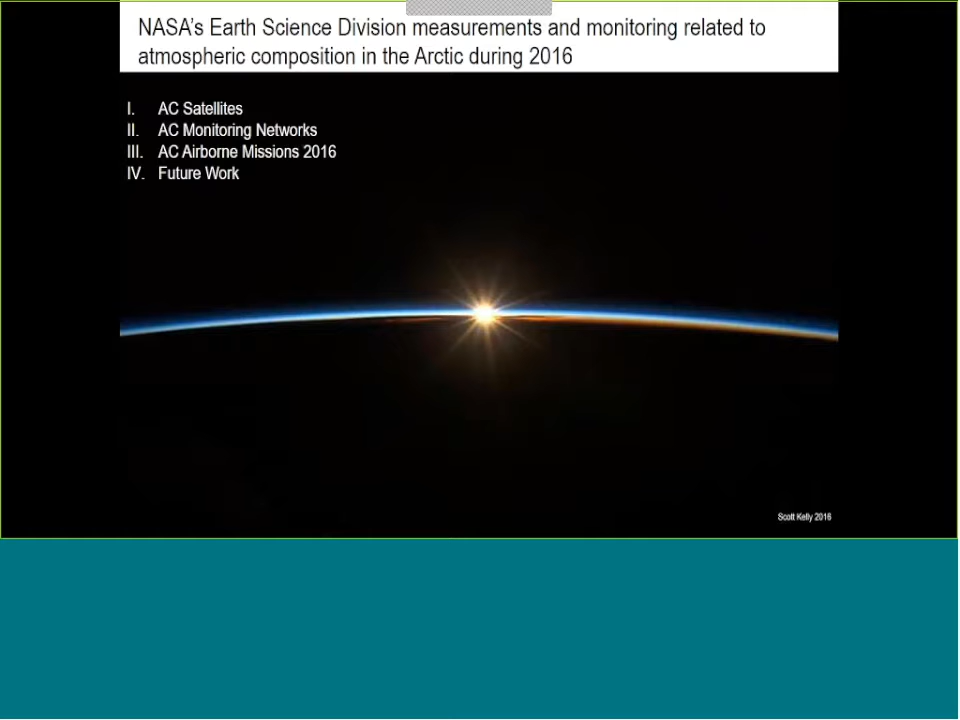 NASA's Earth Science Division measurements and monitoring related to
atmospheric composition in the Arctic during 2016
I. AC Satellites
II. AC Monitoring Networks
III. AC Airborne Missions 2016
IV. Future Work
Scott Kelly 2016